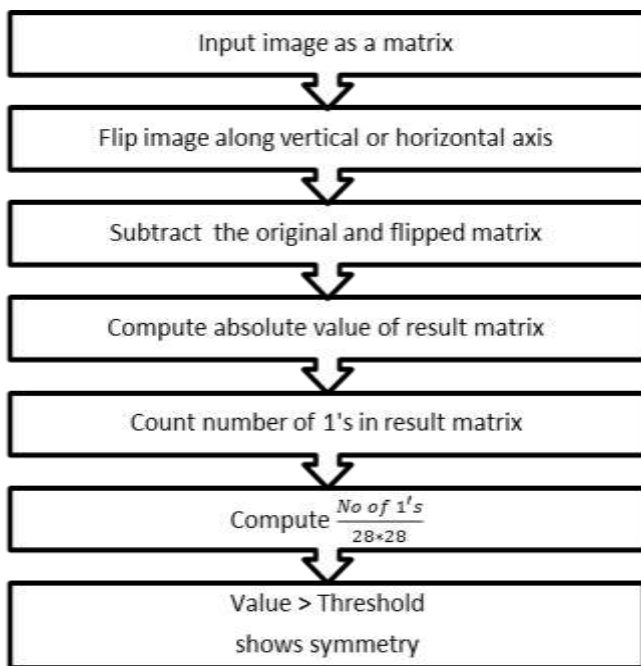 Input image as a matrix
Flip image along vertical or horizontal axis
Subtract the original and flipped matrix
Compute absolute value of result matrix
Count number of 1's in result matrix
Compute No of 1's / 28*28
Value > Threshold
shows symmetry